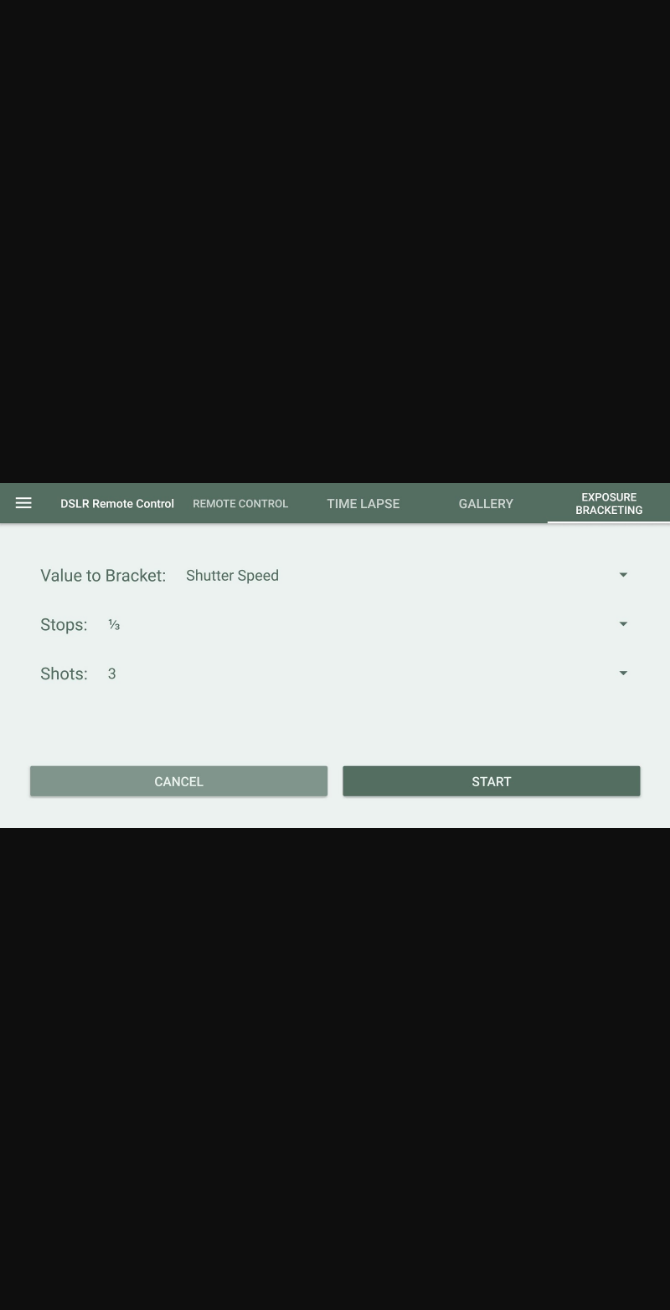 DSLR Remote Control REMOTE CONTROL TIME LAPSE GALLERY EXPOSURE
BRACKETING
Value to Bracket: Shutter Speed
Stops: ⅓
Shots: 3
CANCEL START